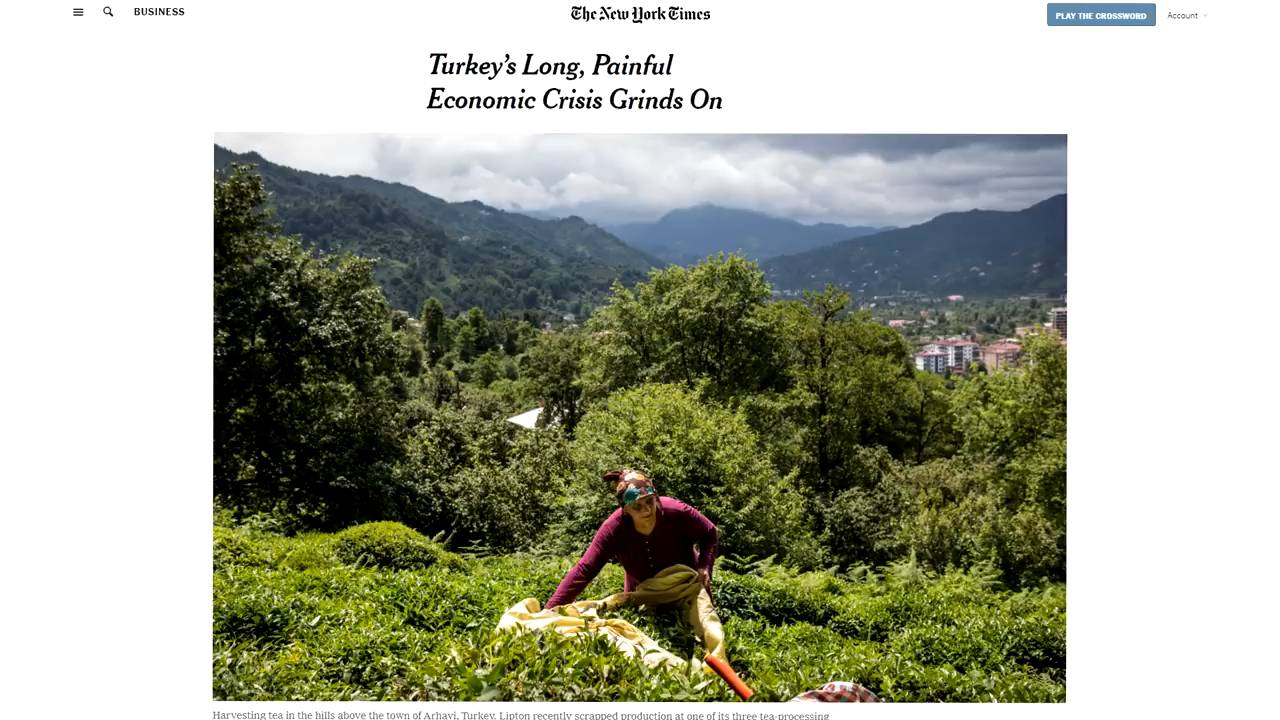 BUSINESS
The New York Times
PLAY THE CROSSWORD
Account
Turkey's Long, Painful
Economic Crisis Grinds On
Harvesting tea in the hills above the town of Arhavi, Turkey. Lipton recently scrapped production at one of its three tea-processing